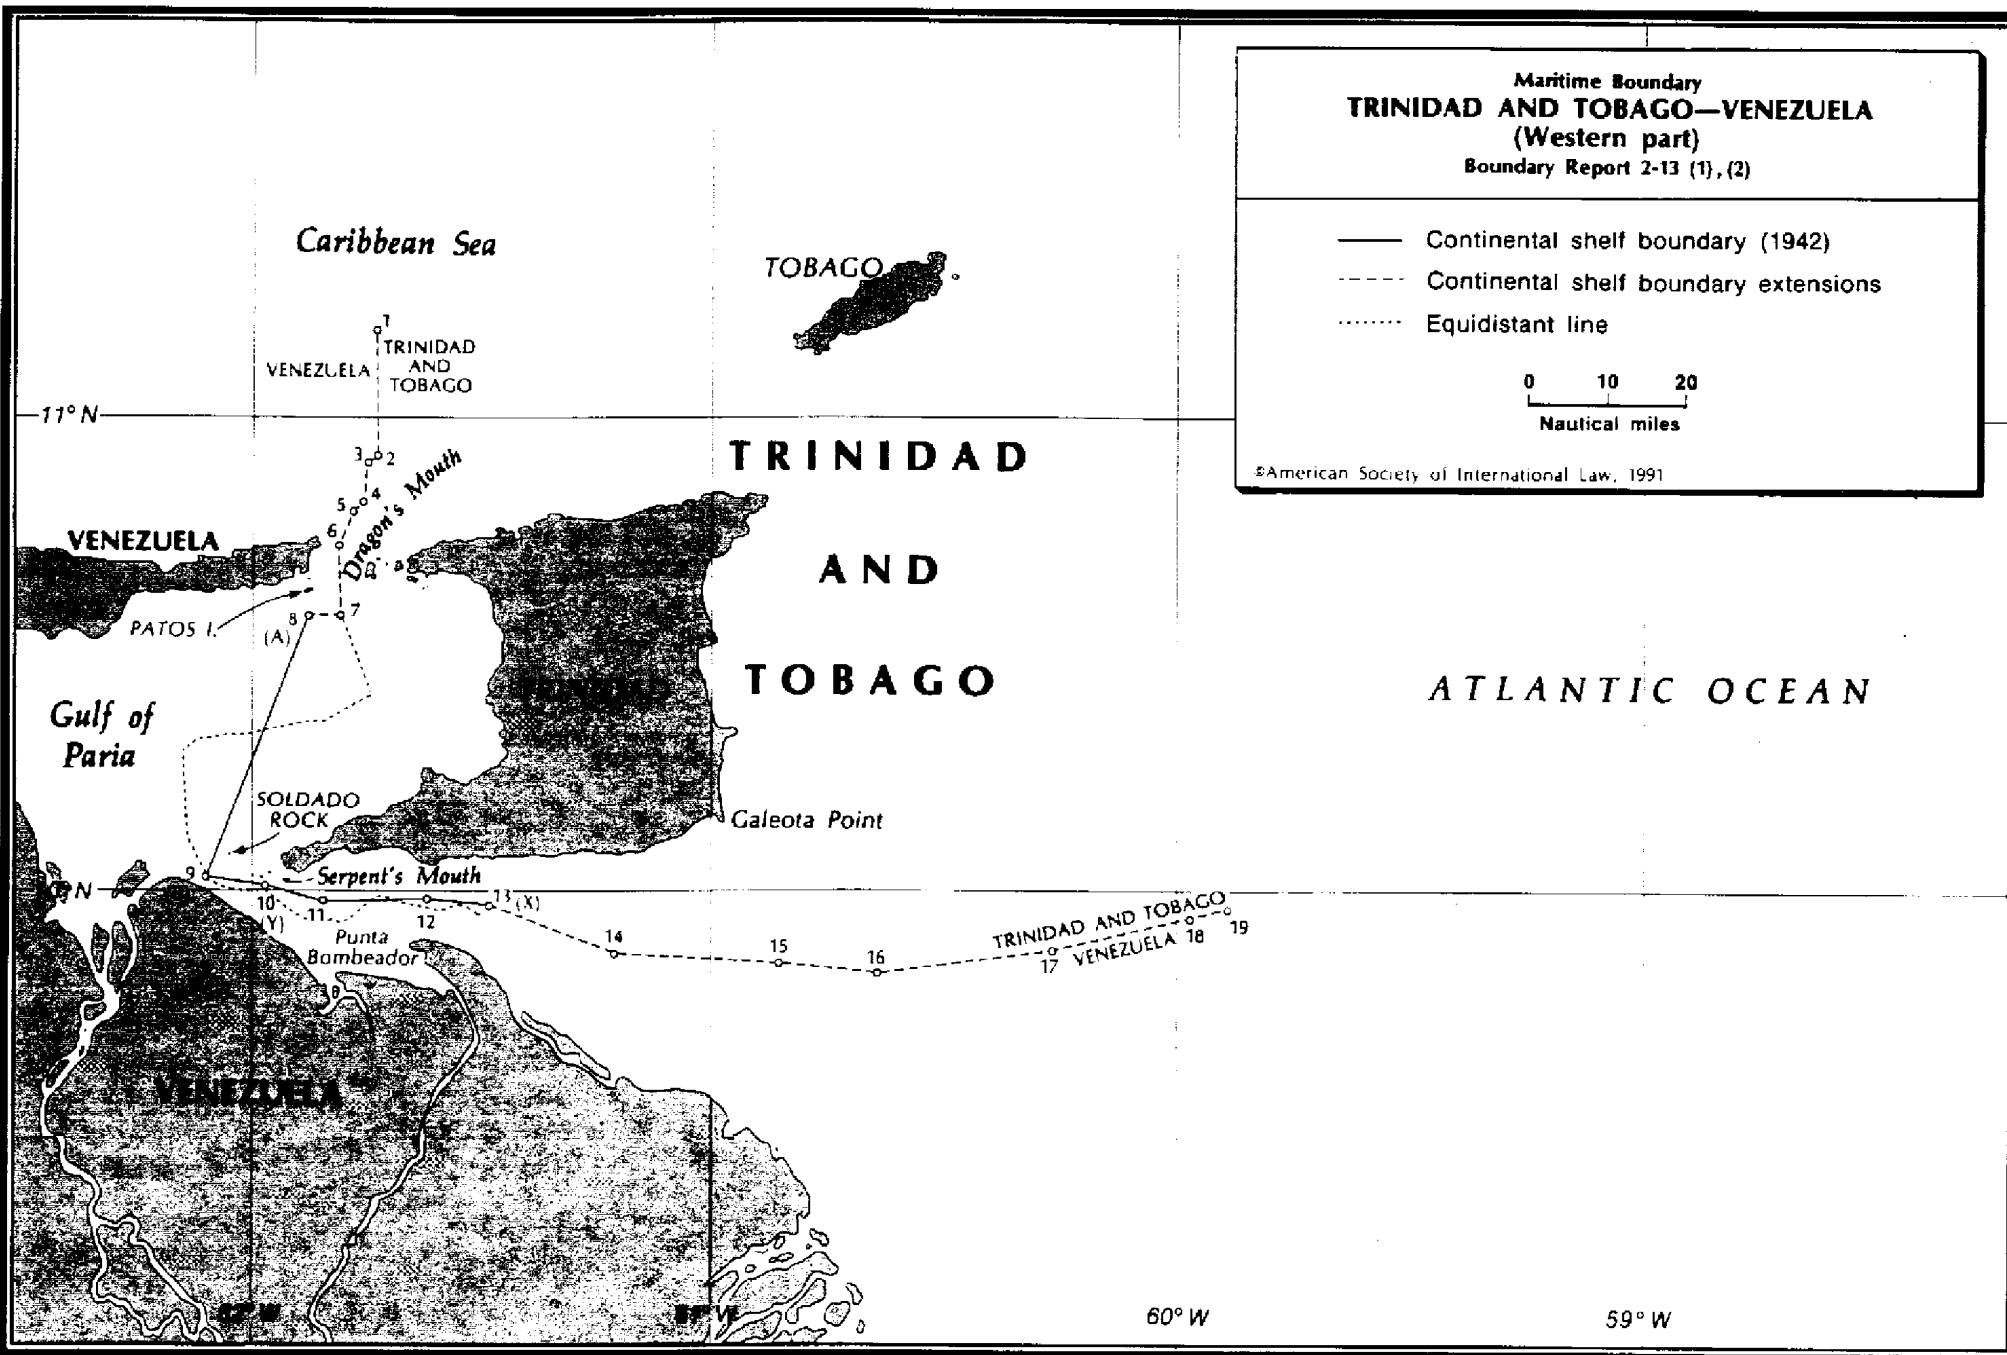 Maritime Boundary
TRINIDAD AND TOBAGO—VENEZUELA
(Western part)
Boundary Report 2-13 (1), (2)
Continental shelf boundary (1942)
Continental shelf boundary extensions
Equidistant line
0 10 20
Nautical miles
©American Society of International Law, 1991
Caribbean Sea
TOBAGO
1
VENEZUELA
TRINIDAD
AND
TOBAGO
11° N
3 2
Dragon's Mouth
4
5
6
TRINIDAD
AND
TOBAGO
VENEZUELA
PATOS I.
8
(A)
7
TRINIDAD
ATLANTIC OCEAN
Gulf of
Paria
SOLDADO
ROCK
Galeota Point
9
Serpent's Mouth
N
10
(Y)
11
12
13 (X)
Punta
Bombeador
14
15
16
17
18
19
TRINIDAD AND TOBAGO
VENEZUELA
VENEZUELA
62° W
61° W
60° W
59° W